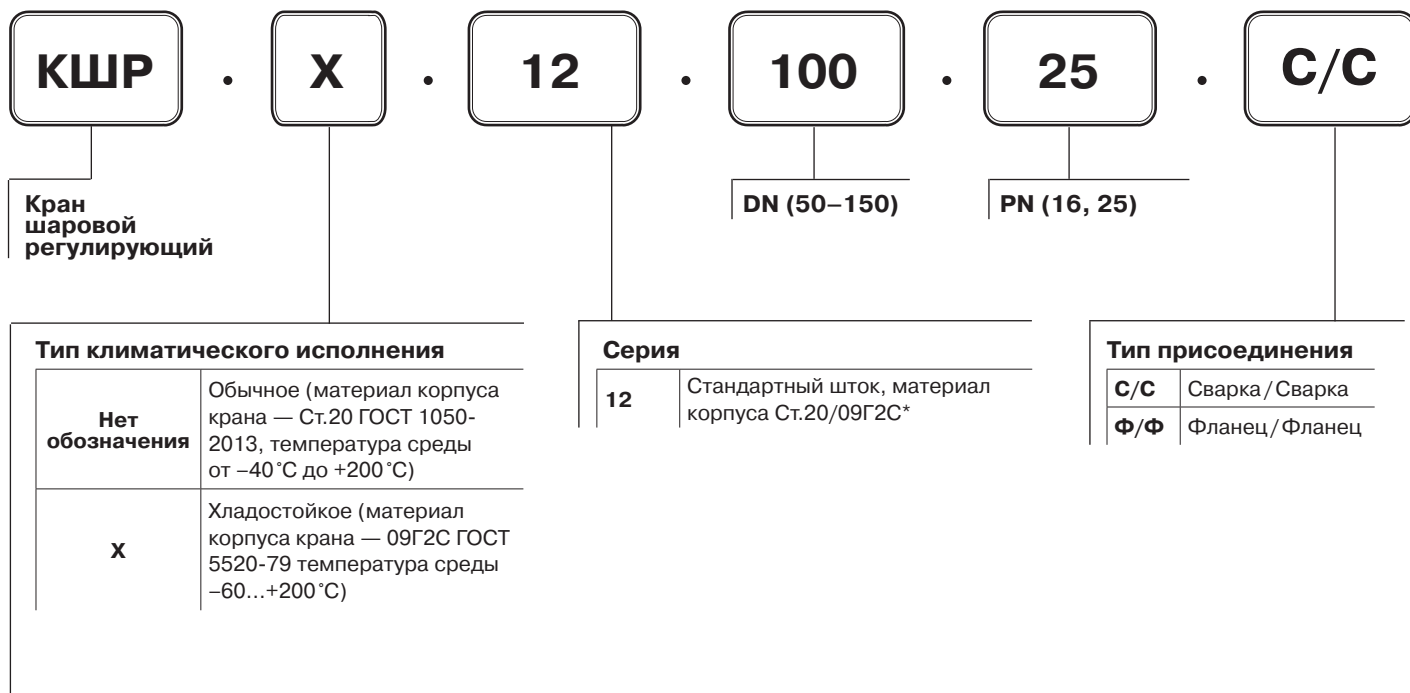 КШР . Х . 12 . 100 . 25 . С/С
Кран
шаровой
регулирующий
DN (50–150)
PN (16, 25)
Тип климатического исполнения
Нет
обозначения
Обычное (материал корпуса
крана — Ст.20 ГОСТ 1050-
2013, температура среды
от –40˚С до +200˚С)
Х
Хладостойкое (материал
корпуса крана — 09Г2С ГОСТ
5520-79 температура среды
–60...+200˚С)
Серия
12
Стандартный шток, материал
корпуса Ст.20/09Г2С*
Тип присоединения
С/С Сварка/Сварка
Ф/Ф Фланец/Фланец